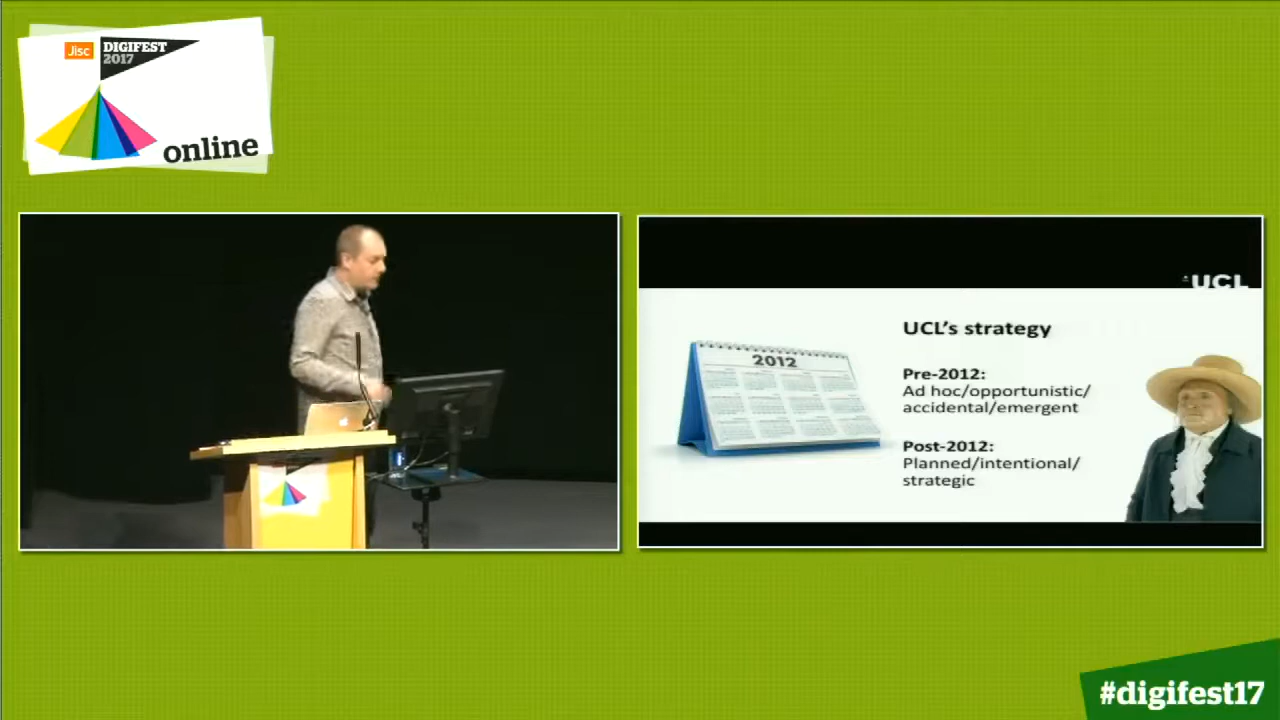 Jisc
DIGIFEST
2017
online
UCL
UCL's strategy
2012
Pre-2012:
Ad hoc/opportunistic/
accidental/emergent
Post-2012:
Planned/intentional/
strategic
#digifest17